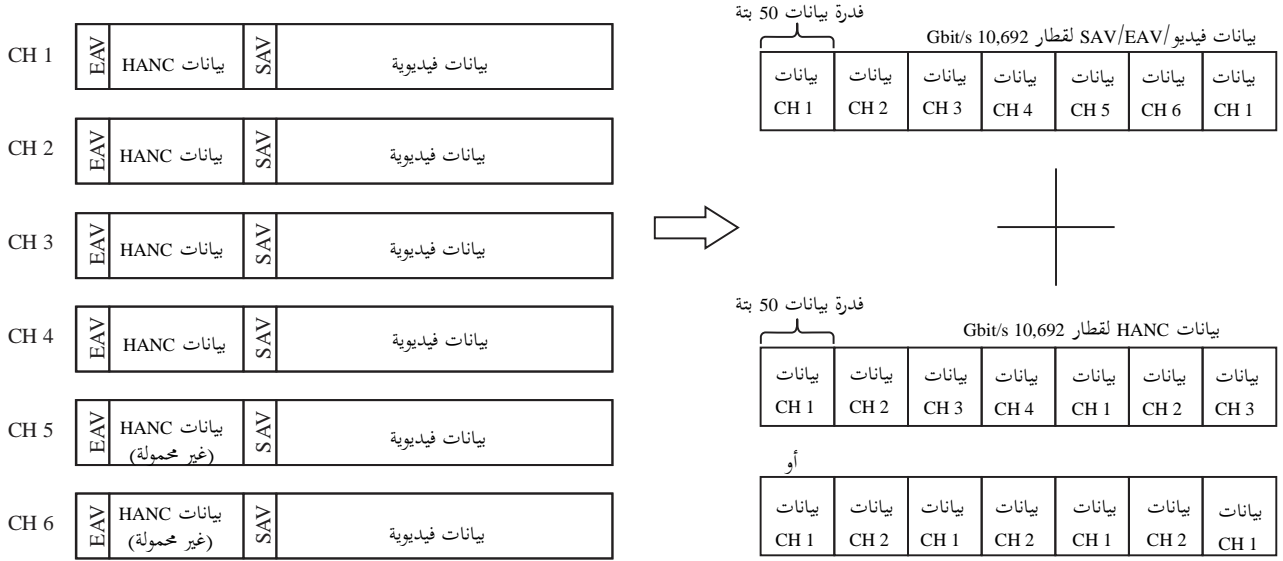 CH 1
EAV
بيانات HANC
SAV
بيانات فيديوية
CH 2
EAV
بيانات HANC
SAV
بيانات فيديوية
CH 3
EAV
بيانات HANC
SAV
بيانات فيديوية
CH 4
EAV
بيانات HANC
SAV
بيانات فيديوية
CH 5
EAV
بيانات HANC
(غير محمولة)
SAV
بيانات فيديوية
CH 6
EAV
بيانات HANC
(غير محمولة)
SAV
بيانات فيديوية
فدرة بيانات 50 بتة
بيانات فيديو/SAV/EAV لقطار 10,692 Gbit/s
بيانات بيانات بيانات بيانات بيانات بيانات بيانات
CH 1 CH 2 CH 3 CH 4 CH 5 CH 6 CH 1
فدرة بيانات 50 بتة
بيانات HANC لقطار 10,692 Gbit/s
بيانات بيانات بيانات بيانات بيانات بيانات بيانات
CH 1 CH 2 CH 3 CH 4 CH 1 CH 2 CH 3
أو
بيانات بيانات بيانات بيانات بيانات بيانات بيانات
CH 1 CH 2 CH 1 CH 2 CH 1 CH 2 CH 1